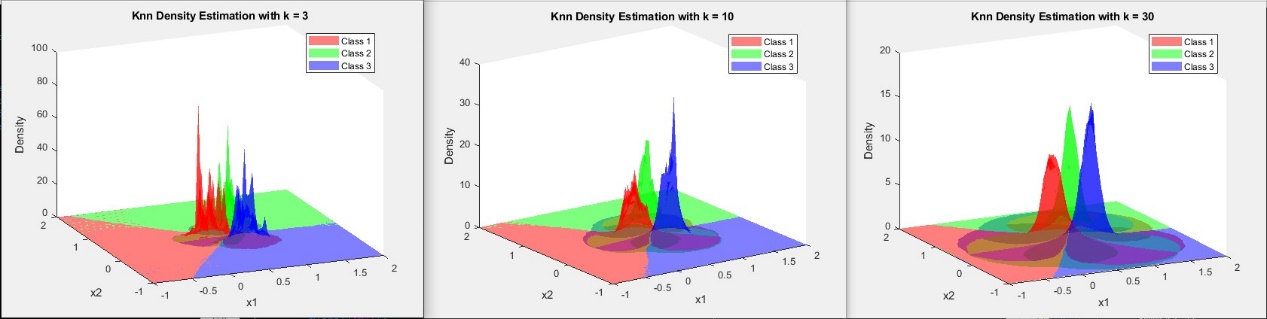 Knn Density Estimation with k = 3
Class 1
Class 2
Class 3
100
80
60
40
20
0
Density
2
1
0
-1
x2
-1
-0.5
0
0.5
1
1.5
2
x1
Knn Density Estimation with k = 10
Class 1
Class 2
Class 3
40
30
20
10
0
Density
2
1
0
-1
x2
-1
-0.5
0
0.5
1
1.5
2
x1
Knn Density Estimation with k = 30
Class 1
Class 2
Class 3
20
15
10
5
0
Density
2
1
0
-1
x2
-1
-0.5
0
0.5
1
1.5
2
x1